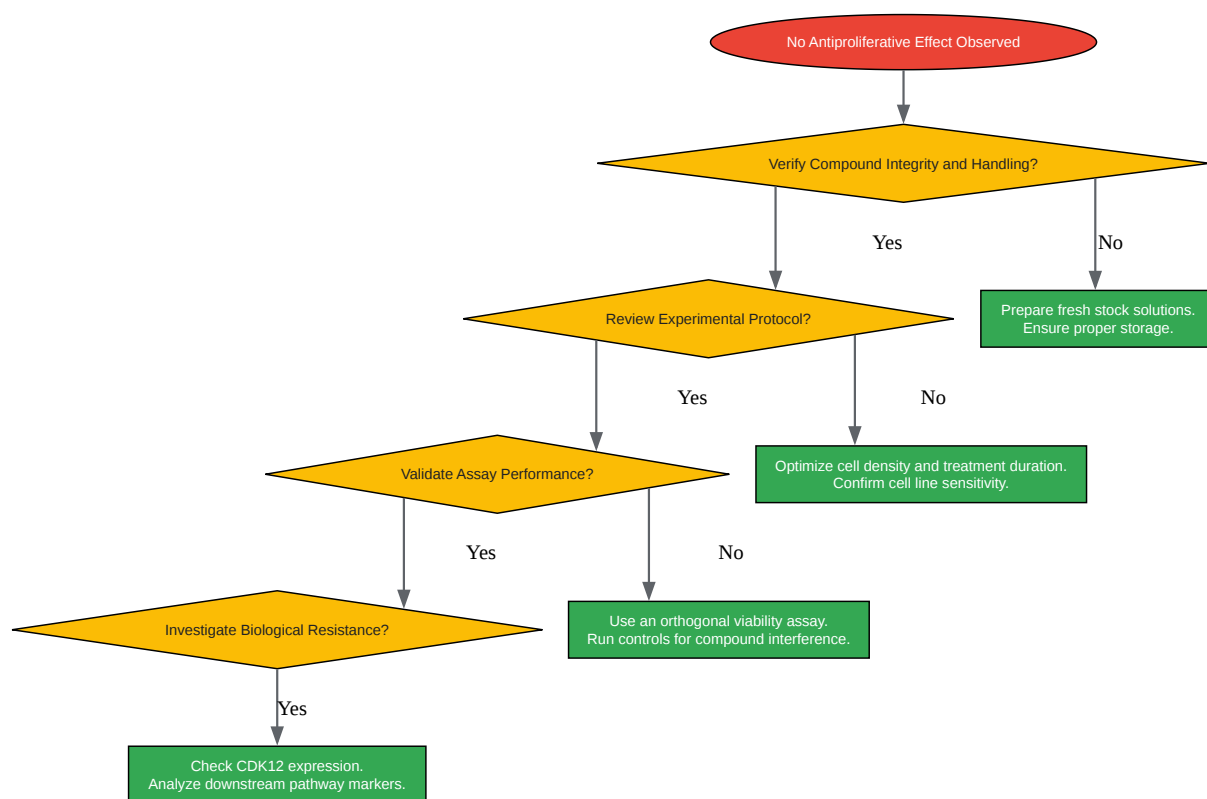 No Antiproliferative Effect Observed
Verify Compound Integrity and Handling?
Yes
No
Prepare fresh stock solutions.
Ensure proper storage.
Review Experimental Protocol?
Yes
No
Optimize cell density and treatment duration.
Confirm cell line sensitivity.
Validate Assay Performance?
Yes
No
Use an orthogonal viability assay.
Run controls for compound interference.
Investigate Biological Resistance?
Yes
Check CDK12 expression.
Analyze downstream pathway markers.